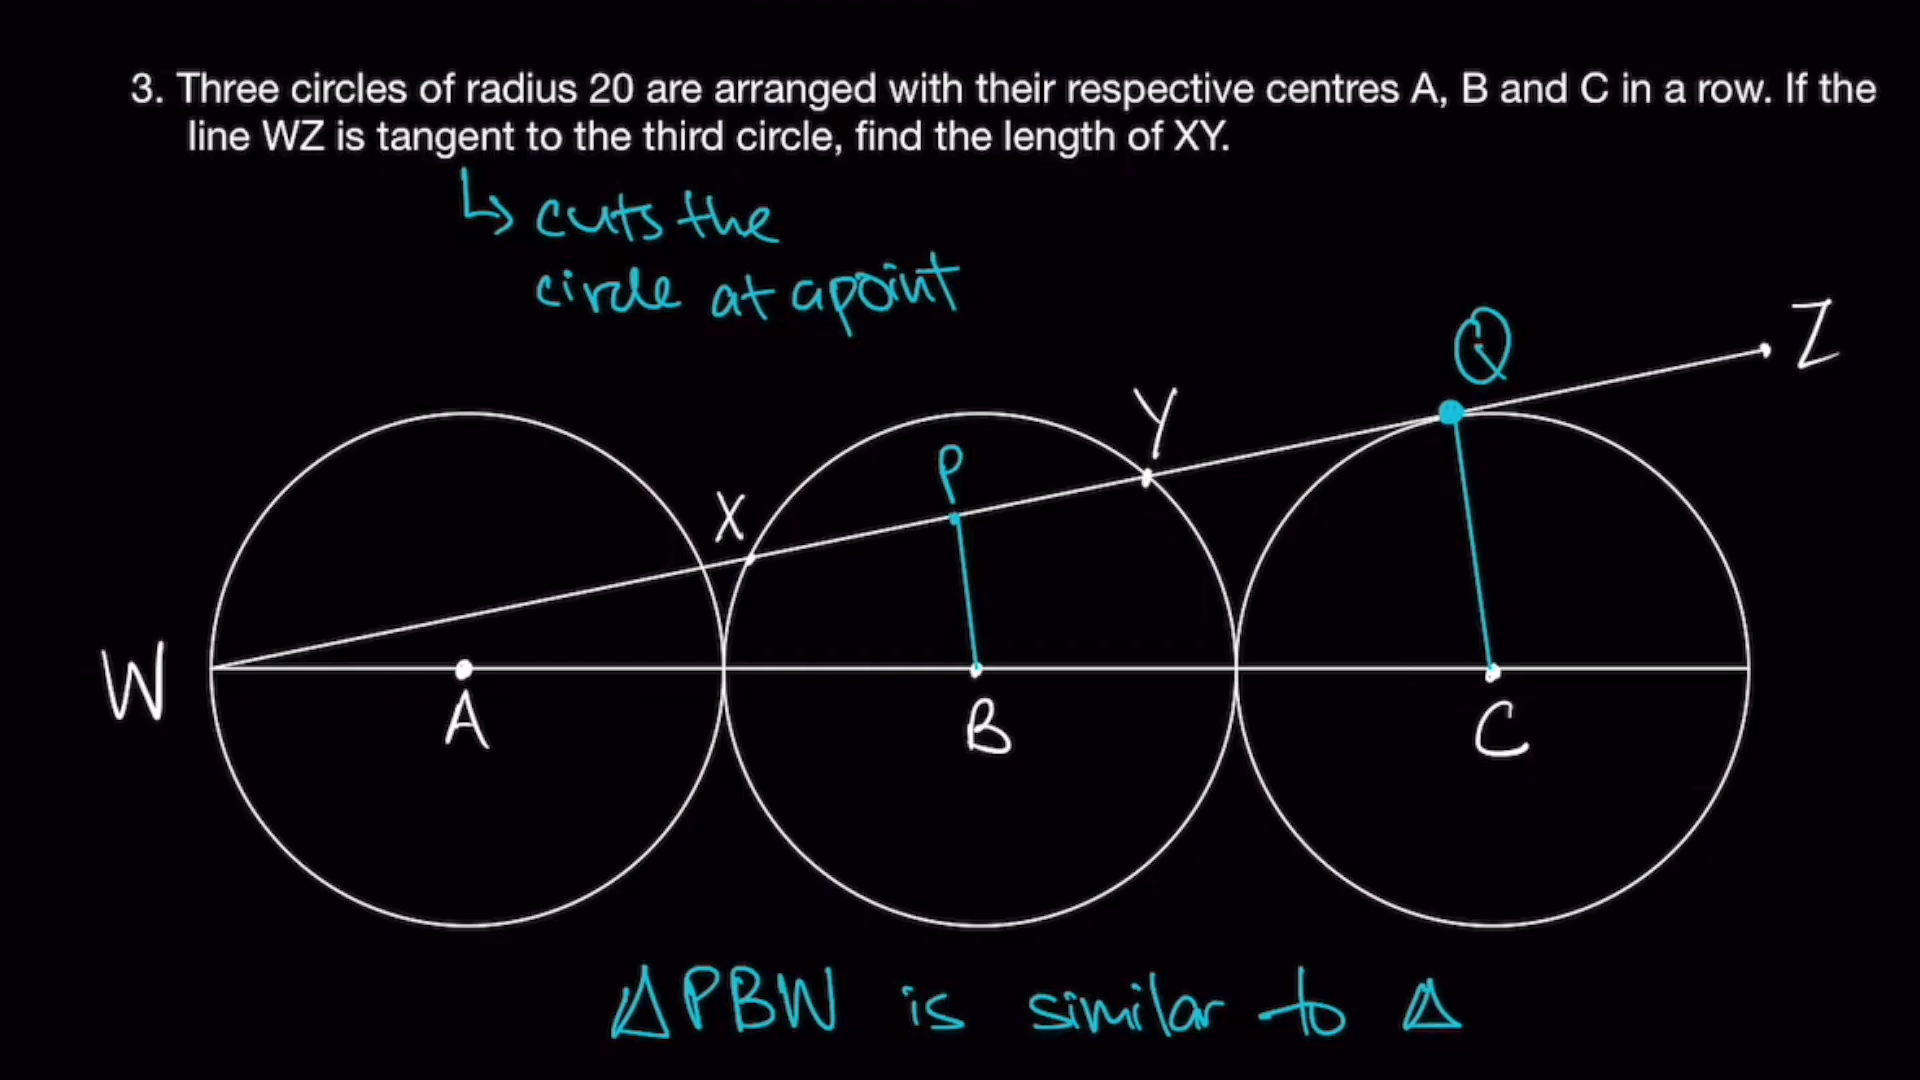 3. Three circles of radius 20 are arranged with their respective centres A, B and C in a row. If the
line WZ is tangent to the third circle, find the length of XY.
↳ cuts the
circle at a point
Q
Z
Y
P
X
W
A
B
C
△PBW is similar to △